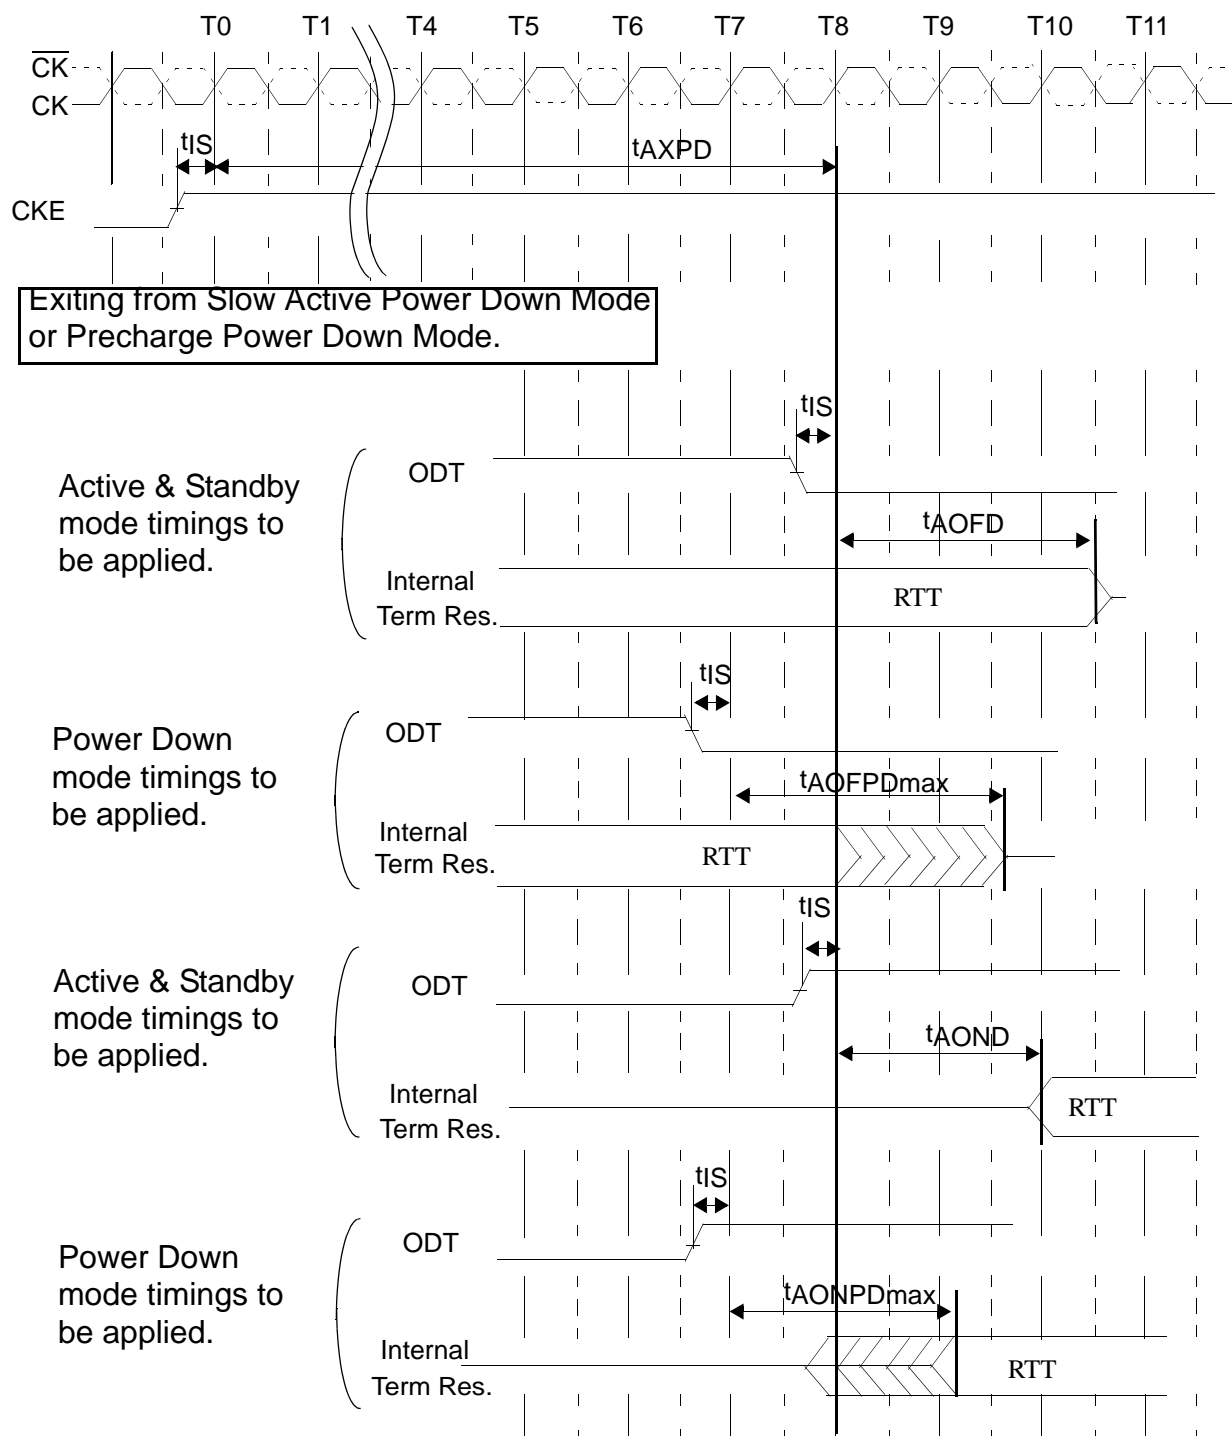 T0 T1 T4 T5 T6 T7 T8 T9 T10 T11
CK
CK
tIS
tAXPD
CKE
Exiting from Slow Active Power Down Mode
or Precharge Power Down Mode.
tIS
Active & Standby
mode timings to
be applied.
ODT
tAOFD
Internal
Term Res.
RTT
tIS
Power Down
mode timings to
be applied.
ODT
tAOFPDmax
Internal
Term Res.
RTT
tIS
Active & Standby
mode timings to
be applied.
ODT
tAOND
Internal
Term Res.
RTT
tIS
Power Down
mode timings to
be applied.
ODT
tAONPDmax
Internal
Term Res.
RTT